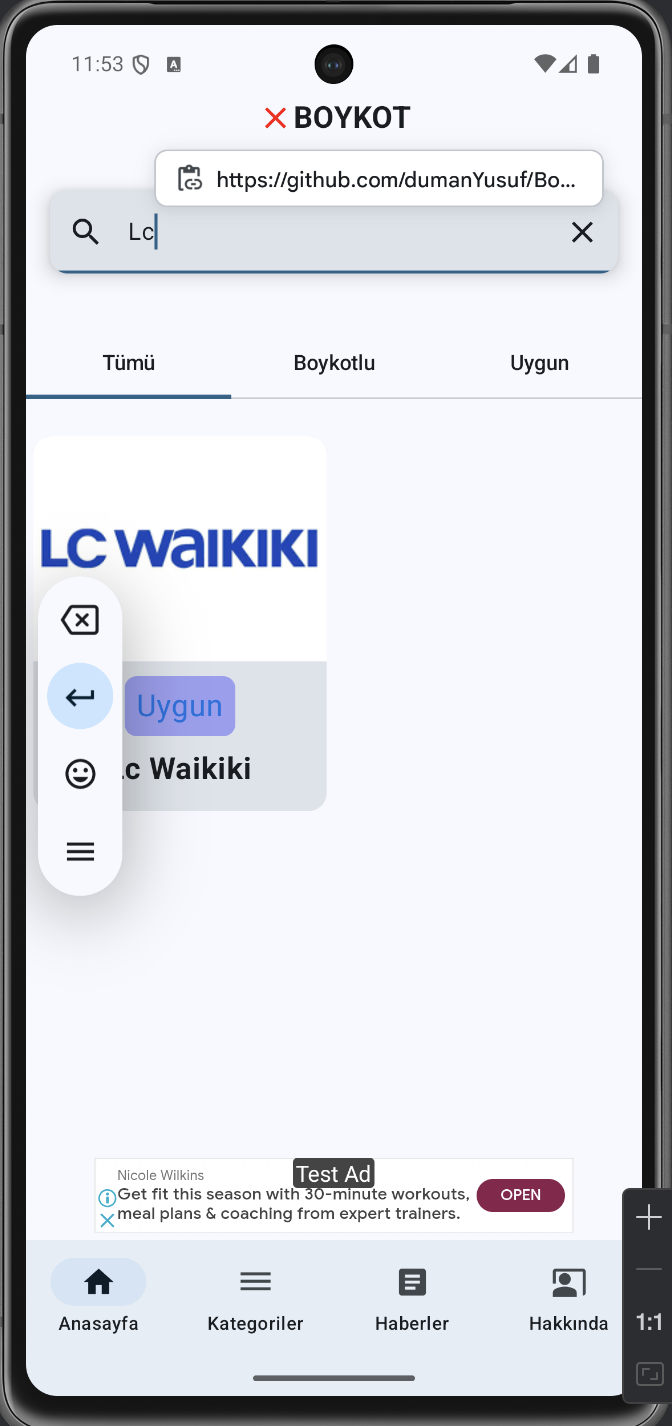 11:53
BOYKOT
https://github.com/dumanYusuf/Bo...
Lc
Tümü
Boykotlu
Uygun
LC WAIKIKI
Uygun
Lc Waikiki
Test Ad
Nicole Wilkins
Get fit this season with 30-minute workouts,
meal plans & coaching from expert trainers.
OPEN
Anasayfa
Kategoriler
Haberler
Hakkında
1:1